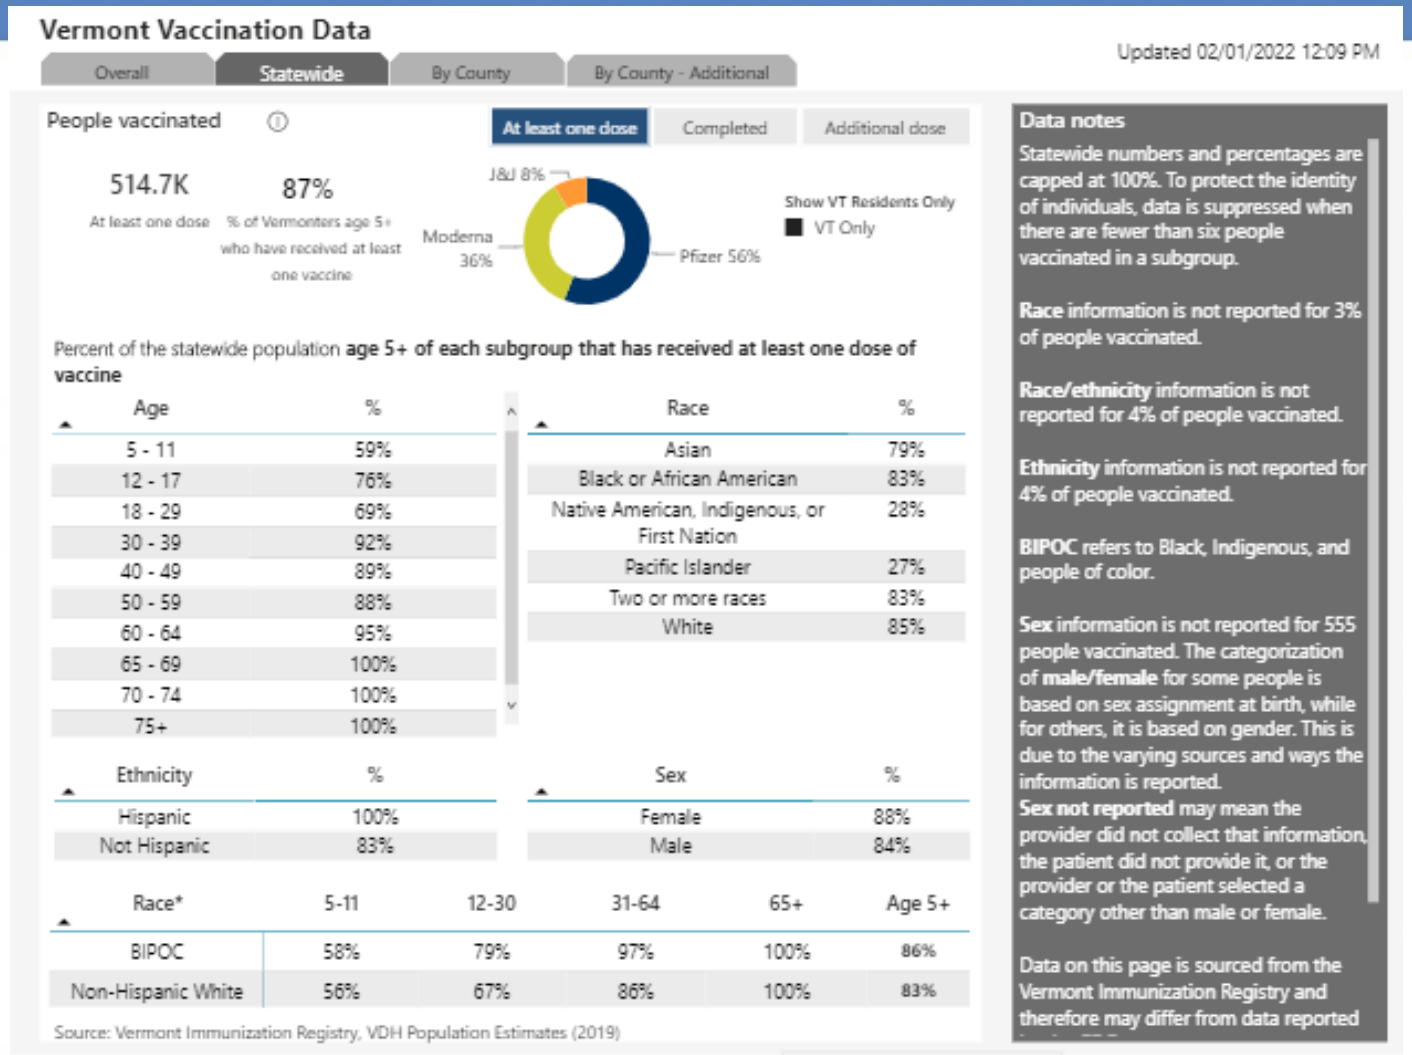 Vermont Vaccination Data
Updated 02/01/2022 12:09 PM
Overall
Statewide
By County
By County - Additional
People vaccinated
At least one dose
Completed
Additional dose
514.7K
At least one dose
87%
% of Vermonters age 5+
who have received at least
one vaccine
J&J 8%
Moderna
36%
Pfizer 56%
Show VT Residents Only
VT Only
Percent of the statewide population age 5+ of each subgroup that has received at least one dose of
vaccine
Age %
5 - 11 59%
12 - 17 76%
18 - 29 69%
30 - 39 92%
40 - 49 89%
50 - 59 88%
60 - 64 95%
65 - 69 100%
70 - 74 100%
75+ 100%
Race %
Asian 79%
Black or African American 83%
Native American, Indigenous, or 28%
First Nation
Pacific Islander 27%
Two or more races 83%
White 85%
Ethnicity %
Hispanic 100%
Not Hispanic 83%
Sex %
Female 88%
Male 84%
Race* 5-11 12-30 31-64 65+ Age 5+
BIPOC 58% 79% 97% 100% 86%
Non-Hispanic White 56% 67% 86% 100% 83%
Source: Vermont Immunization Registry, VDH Population Estimates (2019)
Data notes
Statewide numbers and percentages are
capped at 100%. To protect the identity
of individuals, data is suppressed when
there are fewer than six people
vaccinated in a subgroup.
Race information is not reported for 3%
of people vaccinated.
Race/ethnicity information is not
reported for 4% of people vaccinated.
Ethnicity information is not reported for
4% of people vaccinated.
BIPOC refers to Black, Indigenous, and
people of color.
Sex information is not reported for 555
people vaccinated. The categorization
of male/female for some people is
based on sex assignment at birth, while
for others, it is based on gender. This is
due to the varying sources and ways the
information is reported.
Sex not reported may mean the
provider did not collect that information,
the patient did not provide it, or the
provider or the patient selected a
category other than male or female.
Data on this page is sourced from the
Vermont Immunization Registry and
therefore may differ from data reported